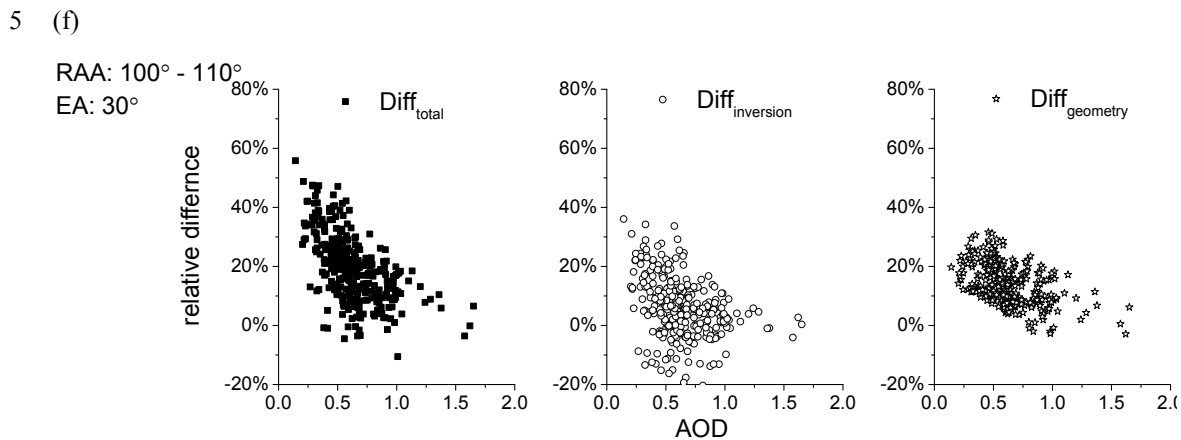 5 (f)
RAA: 100° - 110°
EA: 30°
relative differnce
80%
60%
40%
20%
0%
-20%
Diff_total
0.0 0.5 1.0 1.5 2.0
80%
60%
40%
20%
0%
-20%
Diff_inversion
0.0 0.5 1.0 1.5 2.0
AOD
80%
60%
40%
20%
0%
-20%
Diff_geometry
0.0 0.5 1.0 1.5 2.0